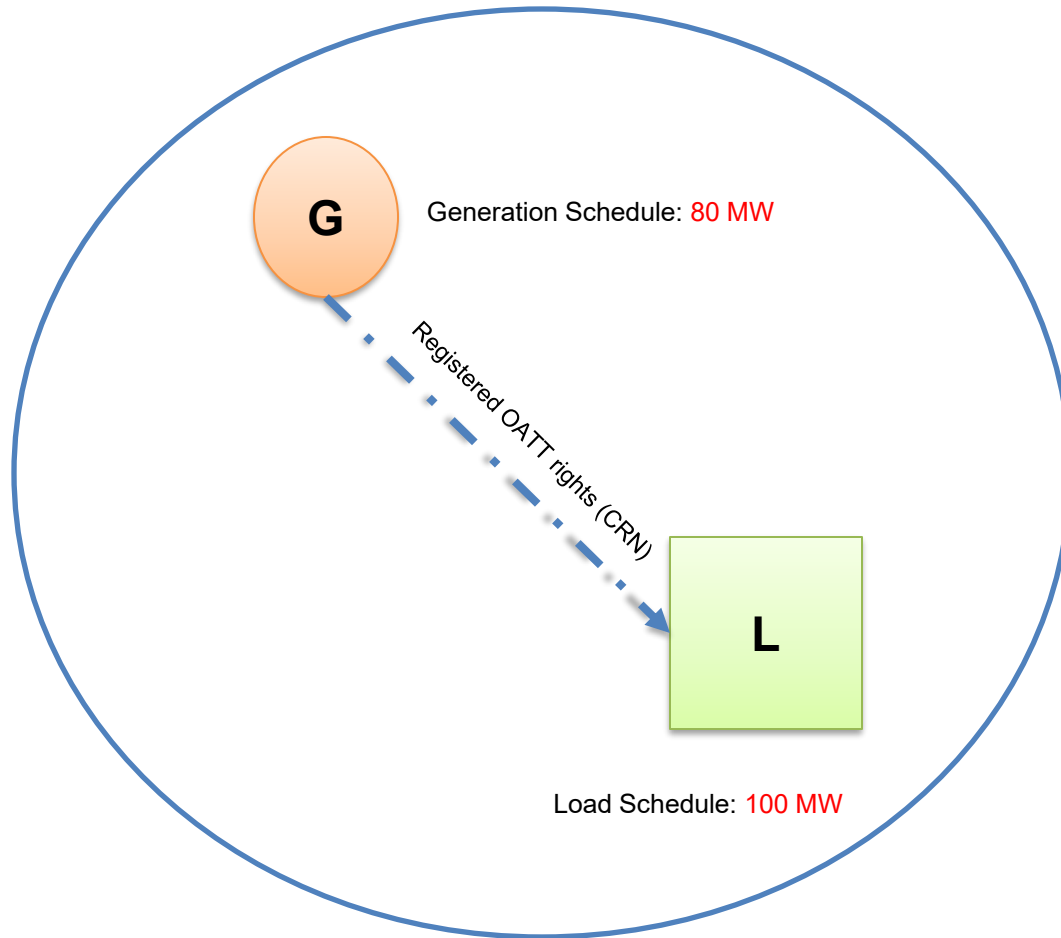 G
Generation Schedule: 80 MW
Registered OATT rights (CRN)
L
Load Schedule: 100 MW